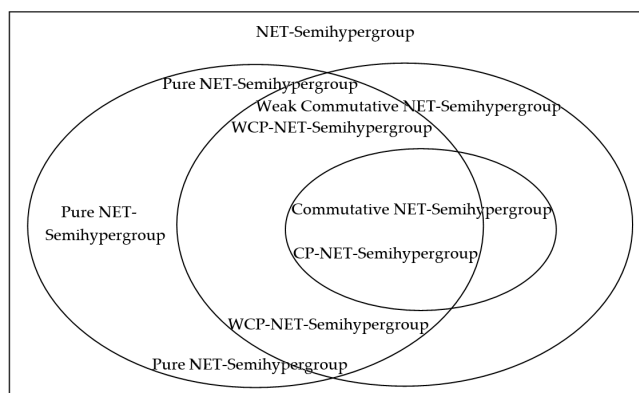 NET-Semihypergroup
Pure NET-Semihypergroup
Weak Commutative NET-Semihypergroup
WCP-NET-Semihypergroup
Pure NET-
Semihypergroup
Commutative NET-Semihypergroup
CP-NET-Semihypergroup
WCP-NET-Semihypergroup
Pure NET-Semihypergroup